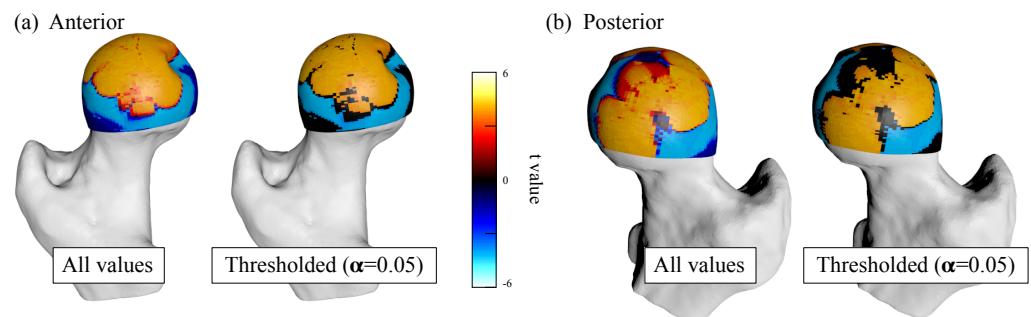 (a) Anterior
(b) Posterior
6
0
-6
t value
All values
Thresholded (α=0.05)
All values
Thresholded (α=0.05)